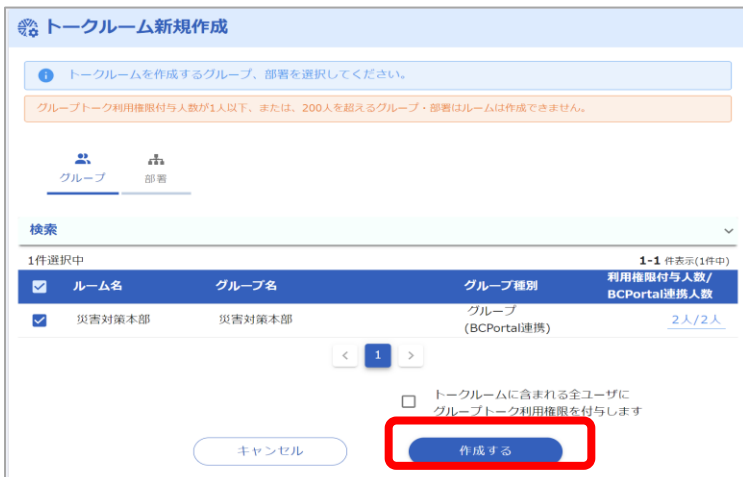 トークルーム新規作成
トークルームを作成するグループ、部署を選択してください。
グループトーク利用権限付与人数が1人以下、または、200人を超えるグループ・部署はルームは作成できません。
グループ 部署
検索
1件選択中 1-1 件表示(1件中)
ルーム名 グループ名 グループ種別 利用権限付与人数/
BCPortal連携人数
災害対策本部 災害対策本部 グループ
(BCPortal連携) 2人/2人
< 1 >
トークルームに含まれる全ユーザに
グループトーク利用権限を付与します
キャンセル 作成する